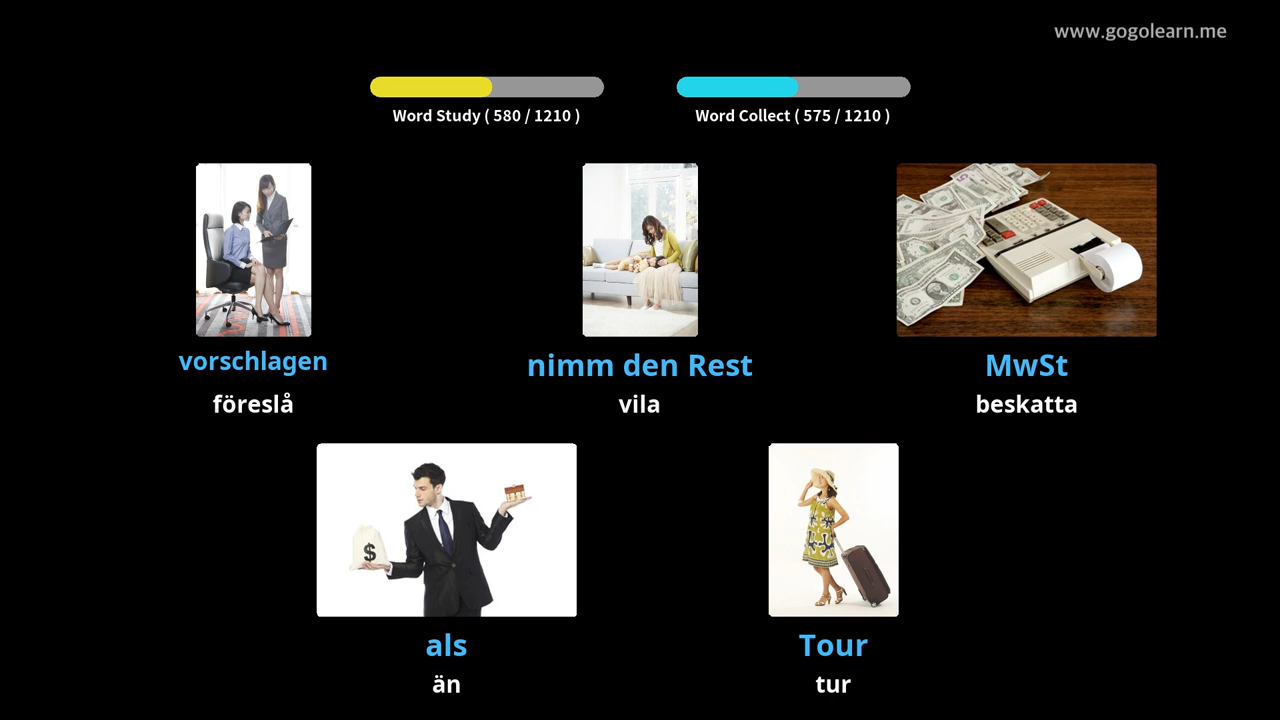 www.gogolearn.me
Word Study ( 580 / 1210 )
Word Collect ( 575 / 1210 )
vorschlagen
föreslå
nimm den Rest
vila
MwSt
beskatta
$
als
än
Tour
tur